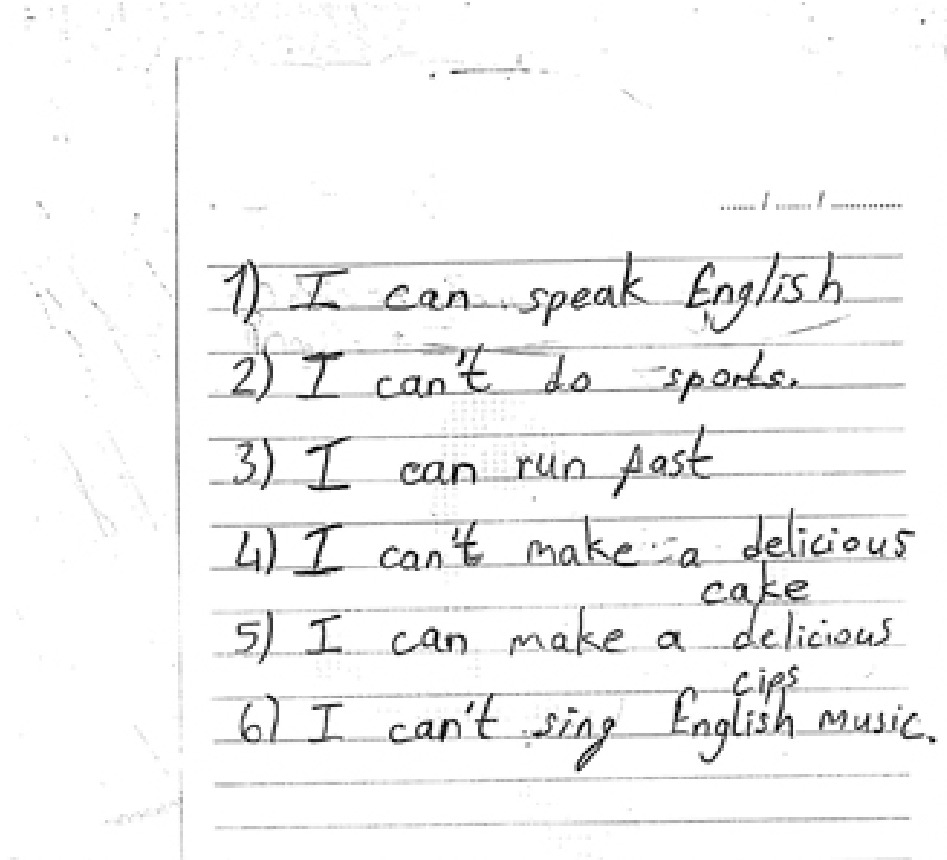 ...... / ...... / ............
1) I can speak English
2) I can't do sports.
3) I can run fast
4) I can't make a delicious
cake
5) I can make a delicious
cips
6) I can't sing English music.